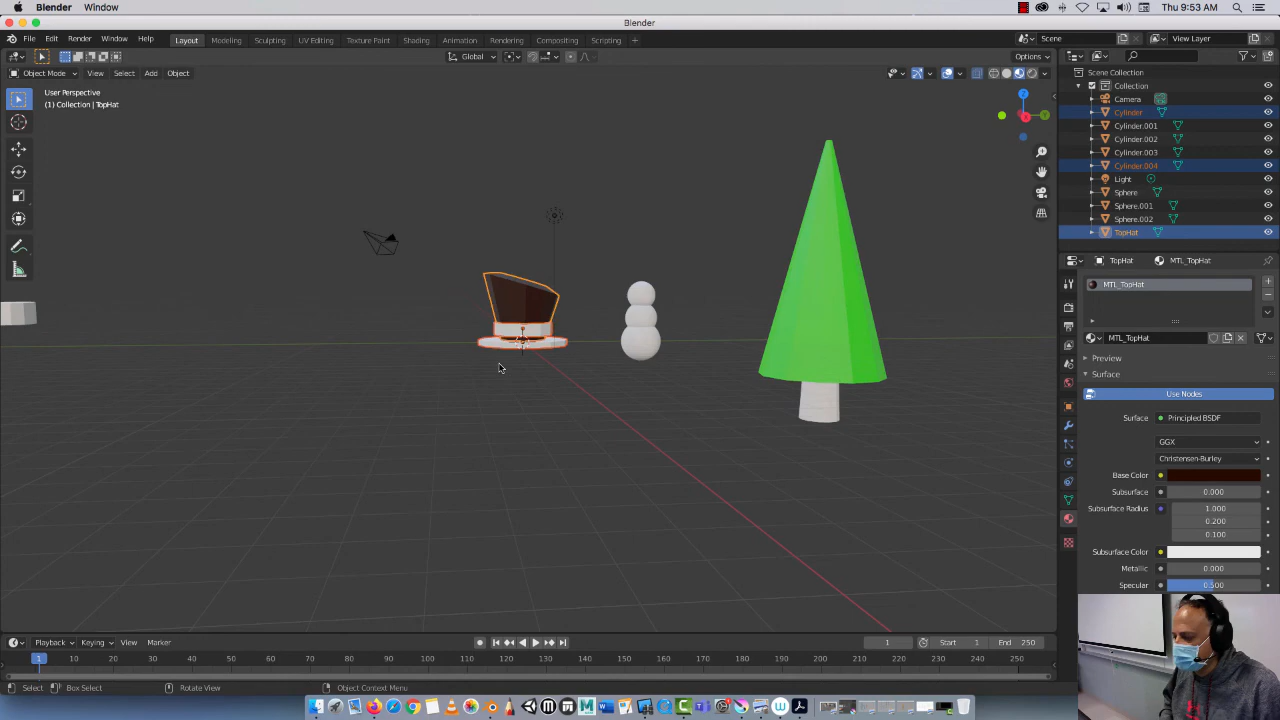 Blender Window Thu 9:53 AM
Blender
File Edit Render Window Help Layout Modeling Sculpting UV Editing Texture Paint Shading Animation Rendering Compositing Scripting + Scene View Layer
Global Options
Object Mode View Select Add Object
User Perspective
(1) Collection | TopHat
Z
X
Y
Scene Collection
Collection
Camera
Cylinder
Cylinder.001
Cylinder.002
Cylinder.003
Cylinder.004
Light
Sphere
Sphere.001
Sphere.002
TopHat
TopHat MTL_TopHat
MTL_TopHat
MTL_TopHat
Preview
Surface
Use Nodes
Surface Principled BSDF
GGX
Christensen-Burley
Base Color
Subsurface 0.000
Subsurface Radius 1.000
0.200
0.100
Subsurface Color
Metallic 0.000
Specular 0.500
Playback Keying View Marker 1 Start 1 End 250
1 10 20 30 40 50 60 70 80 90 100 110 120 130 140 150 160 170 180 190 200 210 220 230 240 250
Select Box Select Rotate View Object Context Menu